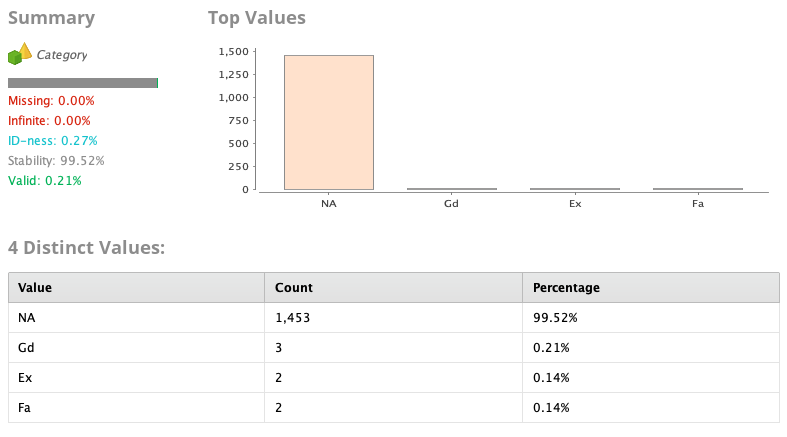 Summary
Category
Missing: 0.00%
Infinite: 0.00%
ID-ness: 0.27%
Stability: 99.52%
Valid: 0.21%
Top Values
1,500
1,250
1,000
750
500
250
0
NA Gd Ex Fa
4 Distinct Values:
Value Count Percentage
NA 1,453 99.52%
Gd 3 0.21%
Ex 2 0.14%
Fa 2 0.14%